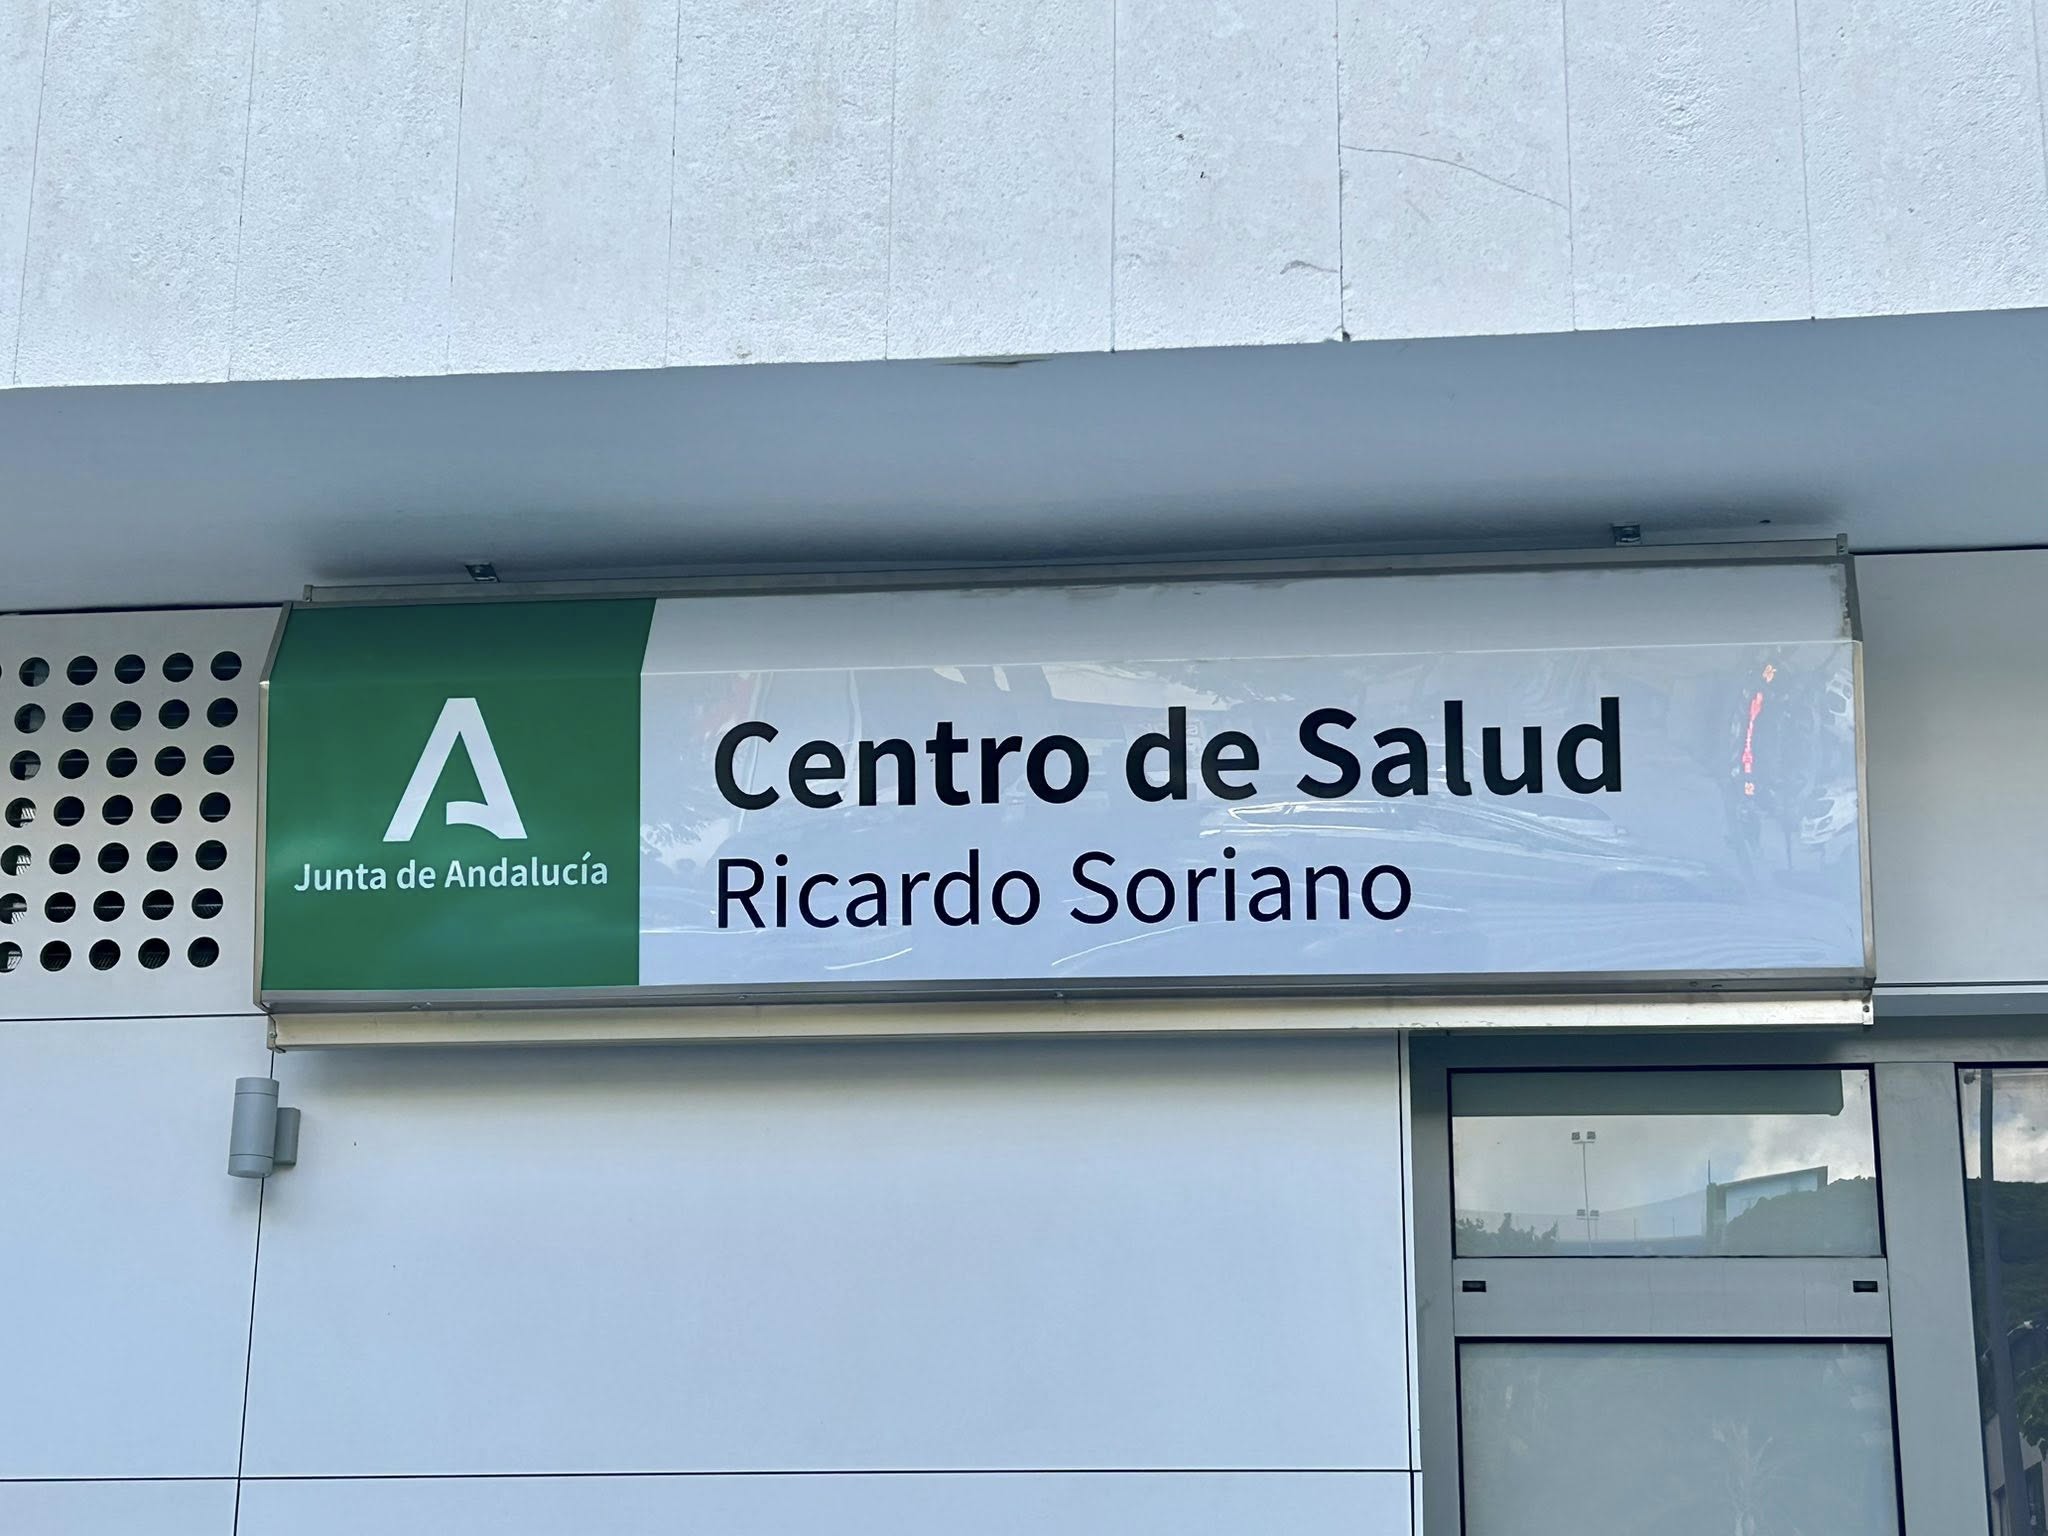 Junta de Andalucía
Centro de Salud
Ricardo Soriano